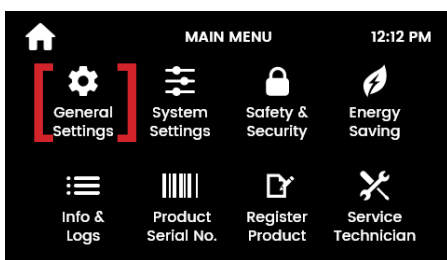 MAIN MENU 12:12 PM
General Settings
System Settings
Safety & Security
Energy Saving
Info & Logs
Product Serial No.
Register Product
Service Technician